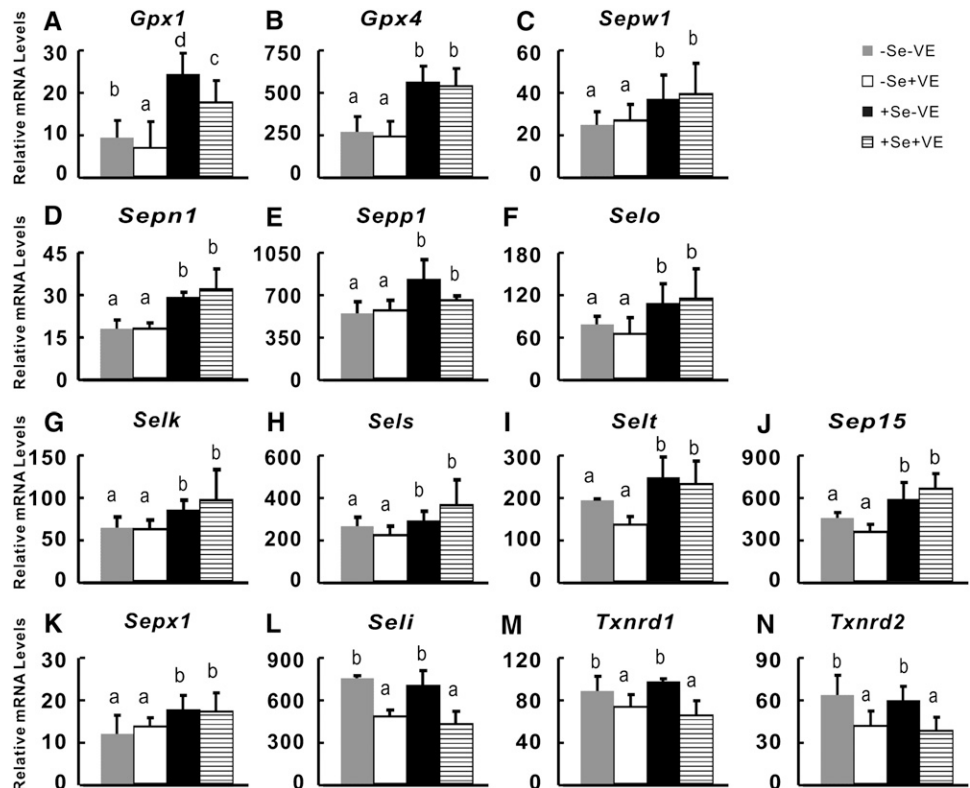 A Gpx1
B Gpx4
C Sepw1
Relative mRNA Levels
30
20
10
0
b
a
d
c
750
500
250
0
a
a
b
b
60
40
20
0
a
a
b
b
-Se-VE
-Se+VE
+Se-VE
+Se+VE
D Sepn1
E Sepp1
F Selo
Relative mRNA Levels
45
30
15
0
a
a
b
b
1050
700
350
0
a
a
b
b
180
120
60
0
a
a
b
b
G Selk
H Sels
I Selt
J Sep15
Relative mRNA Levels
150
100
50
0
a
a
b
b
600
400
200
0
a
a
b
b
300
200
100
0
a
a
b
b
900
600
300
0
a
a
b
b
K Sepx1
L Seli
M Txnrd1
N Txnrd2
Relative mRNA Levels
30
20
10
0
a
a
b
b
900
600
300
0
b
a
b
a
120
80
40
0
b
a
b
a
90
60
30
0
b
a
b
a